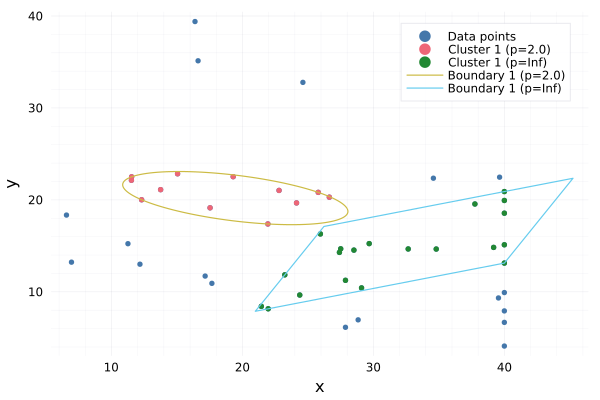 40
30
20
10
10
20
30
40
x
y
Data points
Cluster 1 (p=2.0)
Cluster 1 (p=Inf)
Boundary 1 (p=2.0)
Boundary 1 (p=Inf)